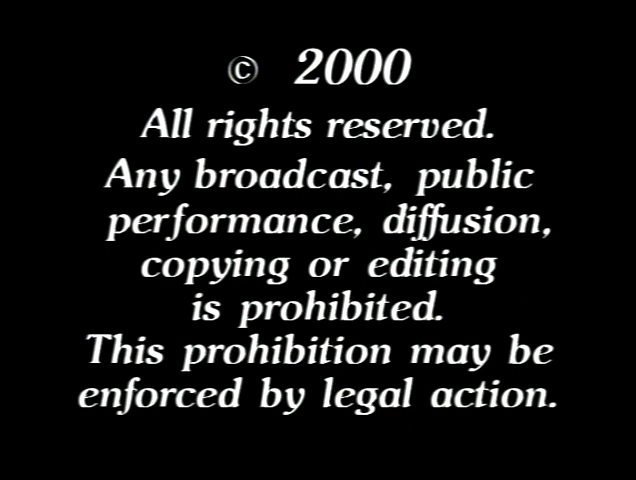 © 2000
All rights reserved.
Any broadcast, public
performance, diffusion,
copying or editing
is prohibited.
This prohibition may be
enforced by legal action.